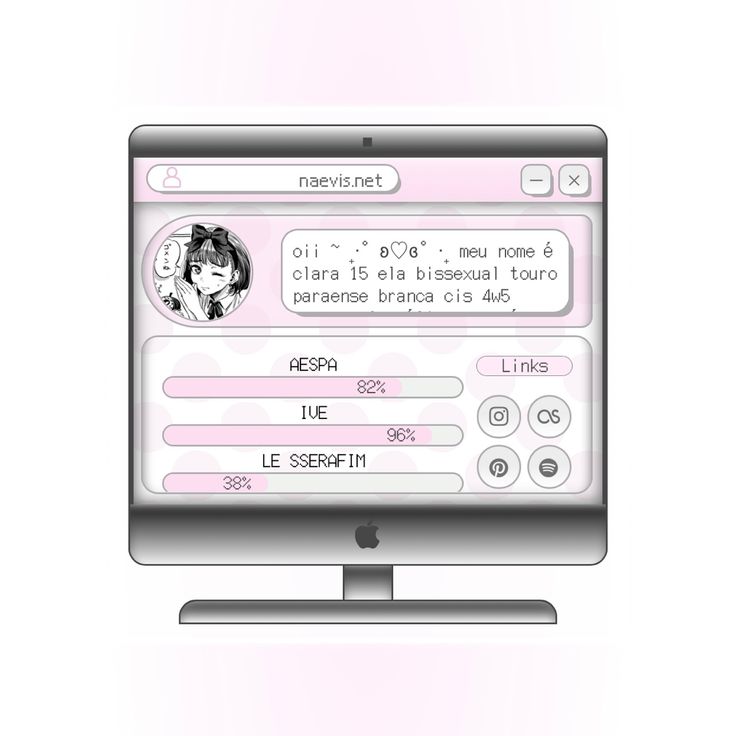 naevis.net
oii ~ ˖·˚ ʚ♡ɞ˚ ·˖ meu nome é
clara 15 ela bissexual touro
paraense branca cis 4w5
AESPA
82%
IVE
96%
LE SSERAFIM
38%
Links